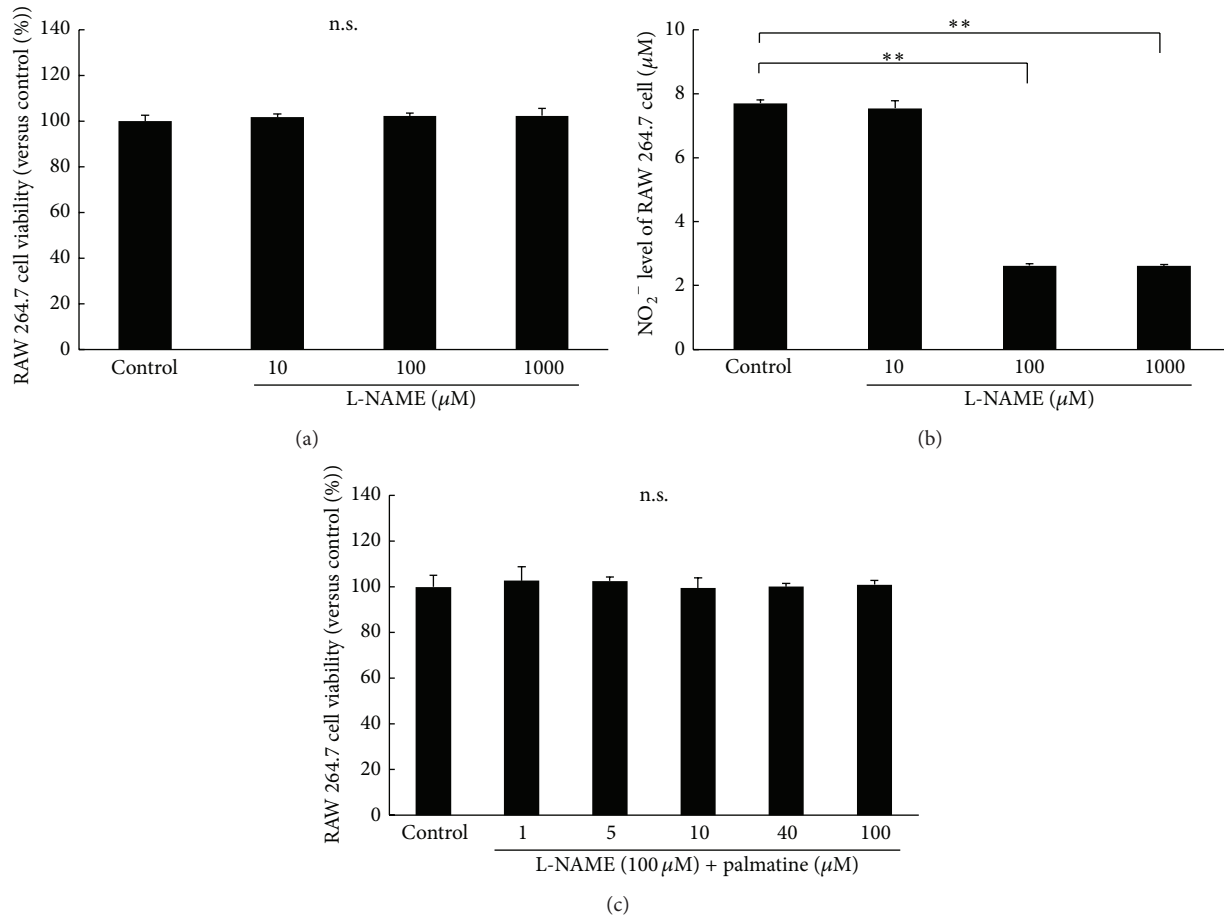 n.s.
RAW 264.7 cell viability (versus control (%))
140
120
100
80
60
40
20
0
Control 10 100 1000
L-NAME (μM)
(a)
** 
**
NO₂⁻ level of RAW 264.7 cell (μM)
10
8
6
4
2
0
Control 10 100 1000
L-NAME (μM)
(b)
n.s.
RAW 264.7 cell viability (versus control (%))
140
120
100
80
60
40
20
0
Control 1 5 10 40 100
L-NAME (100 μM) + palmatine (μM)
(c)